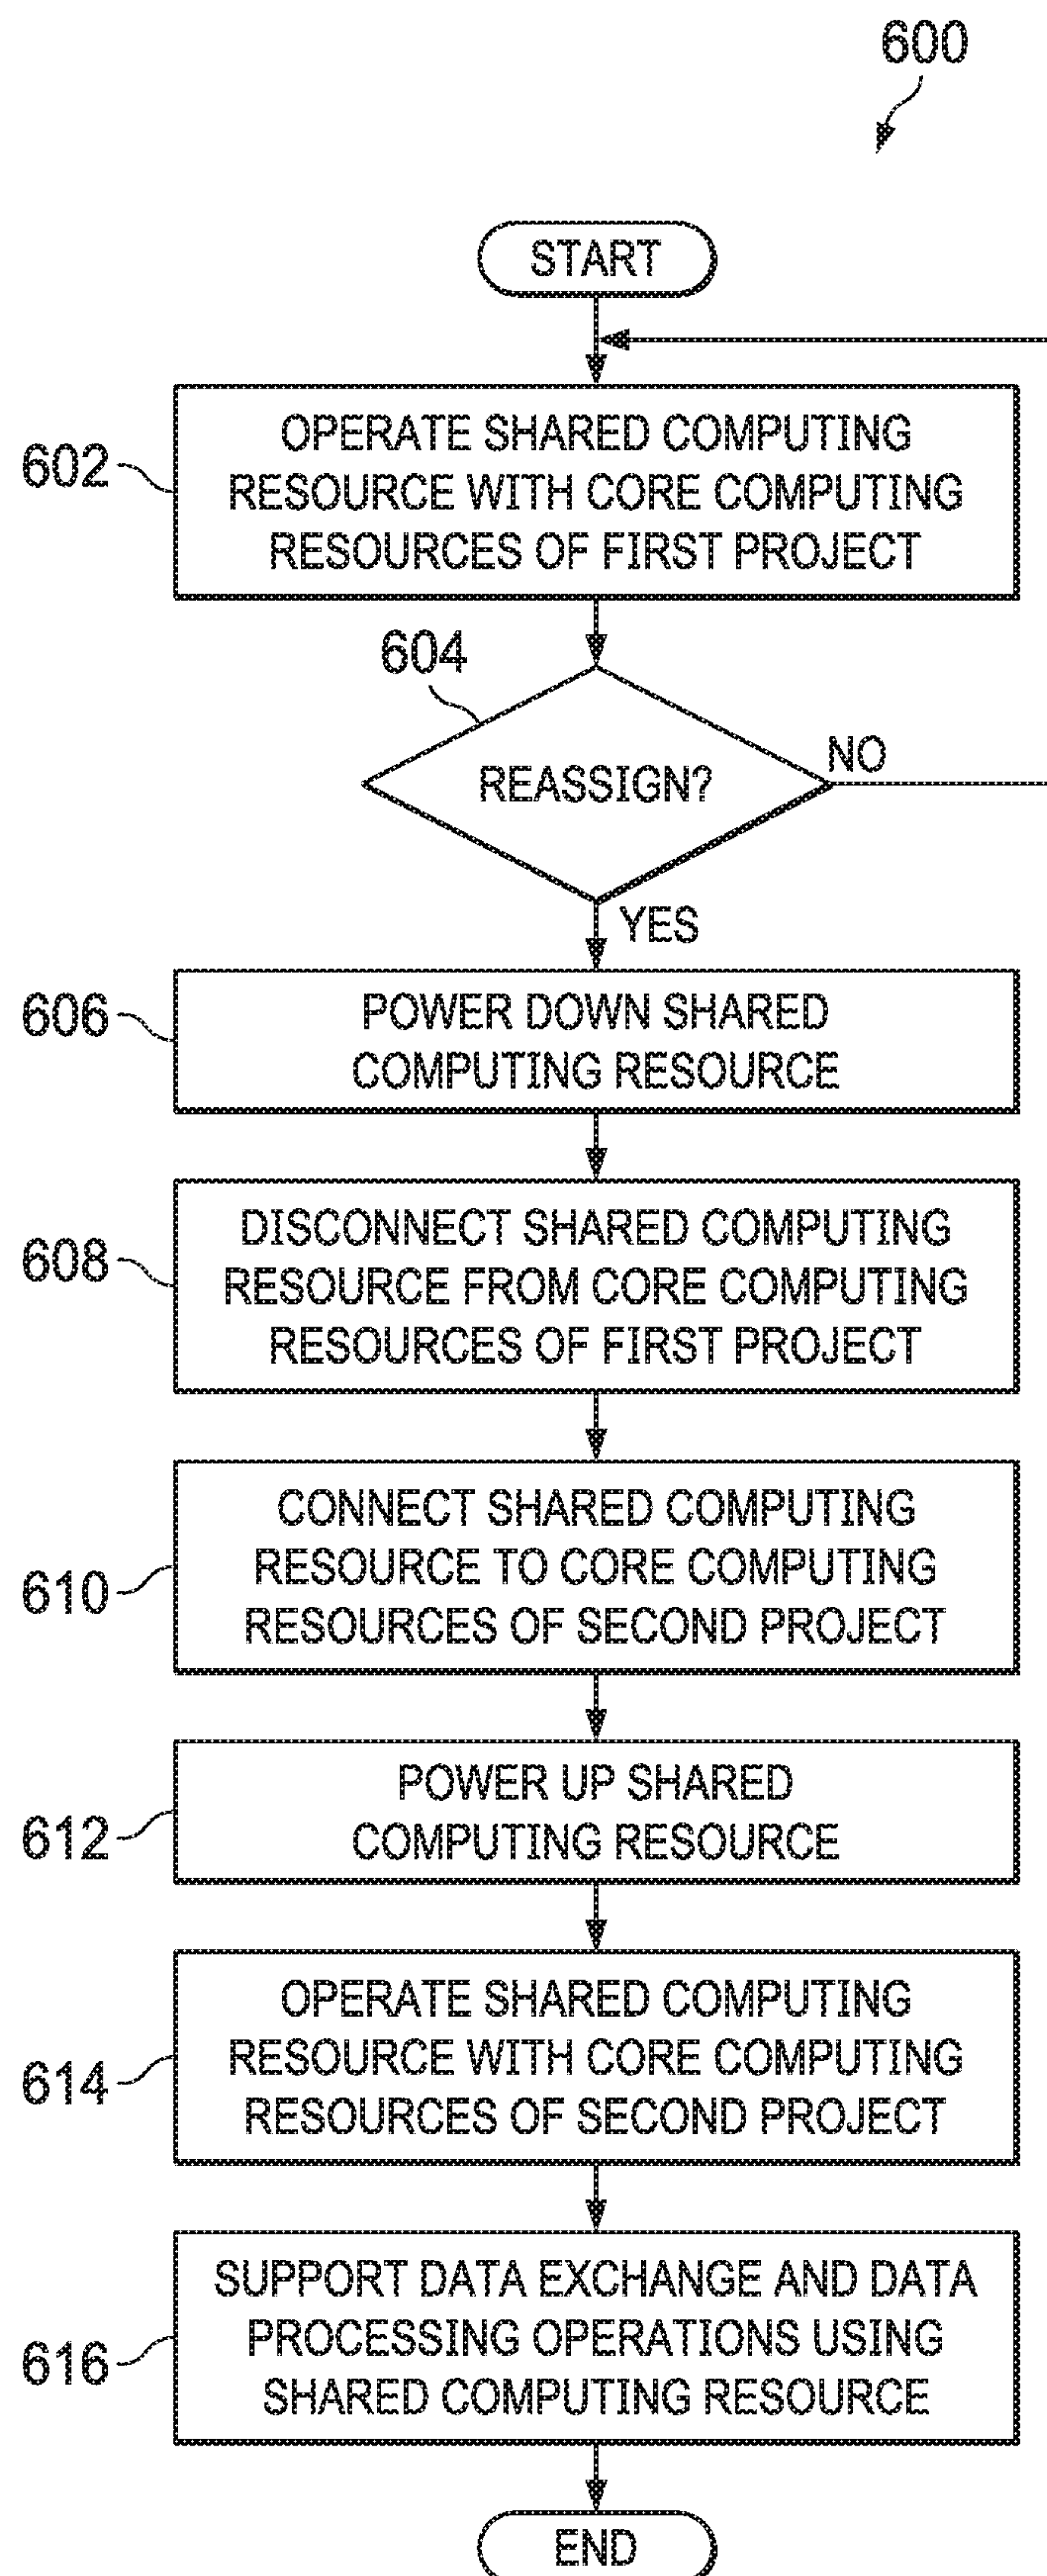 600
START
602
OPERATE SHARED COMPUTING
RESOURCE WITH CORE COMPUTING
RESOURCES OF FIRST PROJECT
604
REASSIGN?
NO
YES
606
POWER DOWN SHARED
COMPUTING RESOURCE
608
DISCONNECT SHARED COMPUTING
RESOURCE FROM CORE COMPUTING
RESOURCES OF FIRST PROJECT
610
CONNECT SHARED COMPUTING
RESOURCE TO CORE COMPUTING
RESOURCES OF SECOND PROJECT
612
POWER UP SHARED
COMPUTING RESOURCE
614
OPERATE SHARED COMPUTING
RESOURCE WITH CORE COMPUTING
RESOURCES OF SECOND PROJECT
616
SUPPORT DATA EXCHANGE AND DATA
PROCESSING OPERATIONS USING
SHARED COMPUTING RESOURCE
END